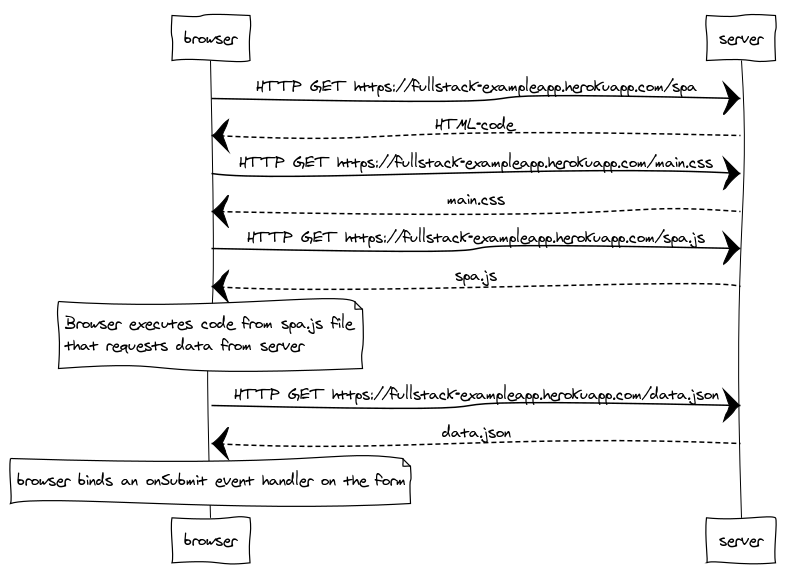 browser
server
HTTP GET https://fullstack-exampleapp.herokuapp.com/spa
HTML-code
HTTP GET https://fullstack-exampleapp.herokuapp.com/main.css
main.css
HTTP GET https://fullstack-exampleapp.herokuapp.com/spa.js
spa.js
Browser executes code from spa.js file
that requests data from server
HTTP GET https://fullstack-exampleapp.herokuapp.com/data.json
data.json
browser binds an onSubmit event handler on the form
browser
server